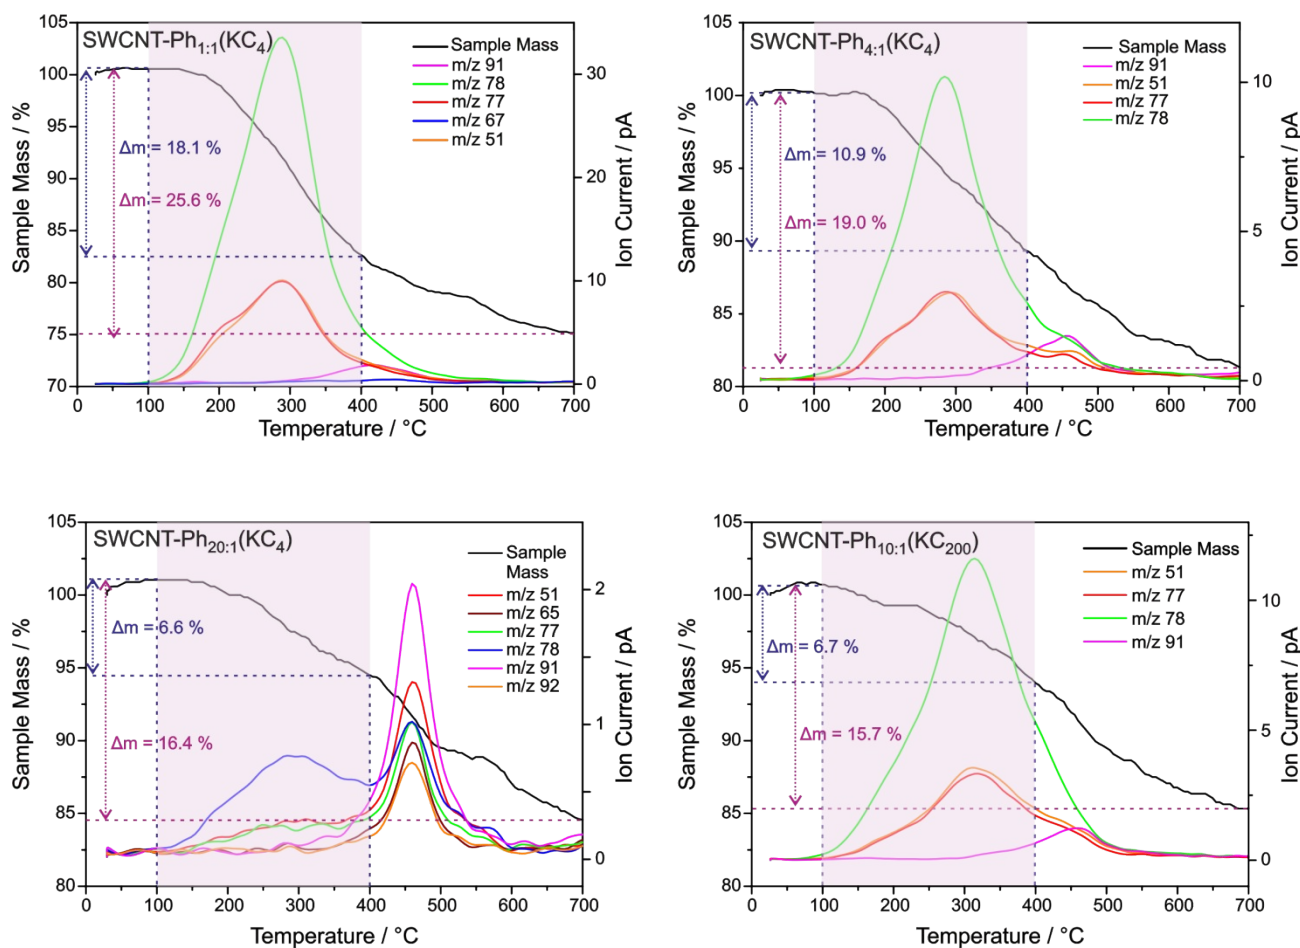 SWCNT-Ph1:1(KC4)
Sample Mass
m/z 91
m/z 78
m/z 77
m/z 67
m/z 51
Δm = 18.1 %
Δm = 25.6 %
105
100
95
90
85
80
75
70
Sample Mass / %
30
20
10
0
Ion Current / pA
0 100 200 300 400 500 600 700
Temperature / °C
SWCNT-Ph4:1(KC4)
Sample Mass
m/z 91
m/z 51
m/z 77
m/z 78
Δm = 10.9 %
Δm = 19.0 %
105
100
95
90
85
80
Sample Mass / %
10
5
0
Ion Current / pA
0 100 200 300 400 500 600 700
Temperature / °C
SWCNT-Ph20:1(KC4)
Sample
Mass
m/z 51
m/z 65
m/z 77
m/z 78
m/z 91
m/z 92
Δm = 6.6 %
Δm = 16.4 %
105
100
95
90
85
80
Sample Mass / %
2
1
0
Ion Current / pA
0 100 200 300 400 500 600 700
Temperature / °C
SWCNT-Ph10:1(KC200)
Sample Mass
m/z 51
m/z 77
m/z 78
m/z 91
Δm = 6.7 %
Δm = 15.7 %
105
100
95
90
85
80
Sample Mass / %
10
5
0
Ion Current / pA
0 100 200 300 400 500 600 700
Temperature / °C